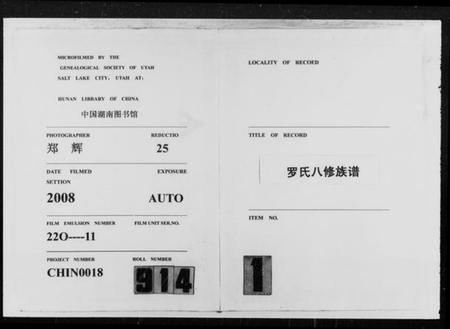 MICROFILMED BY THE
GENEALOGICAL SOCIETY OF UTAH
SALT LAKE CITY, UTAH AT:
HUNAN LIBRARY OF CHINA
中国湖南图书馆
PHOTOGRAPHER REDUCTIO
郑 辉 25
DATE FILMED EXPOSURE
SETTION
2008 AUTO
FILM EMULSION NUMBER FILM UNIT SER,NO.
22O----11
PROJECT NUMBER ROLL NUMBER
CHIN0018 914
LOCALITY OF RECOED
TITLE OF RECORD
罗氏八修族谱
ITEM NO.
1